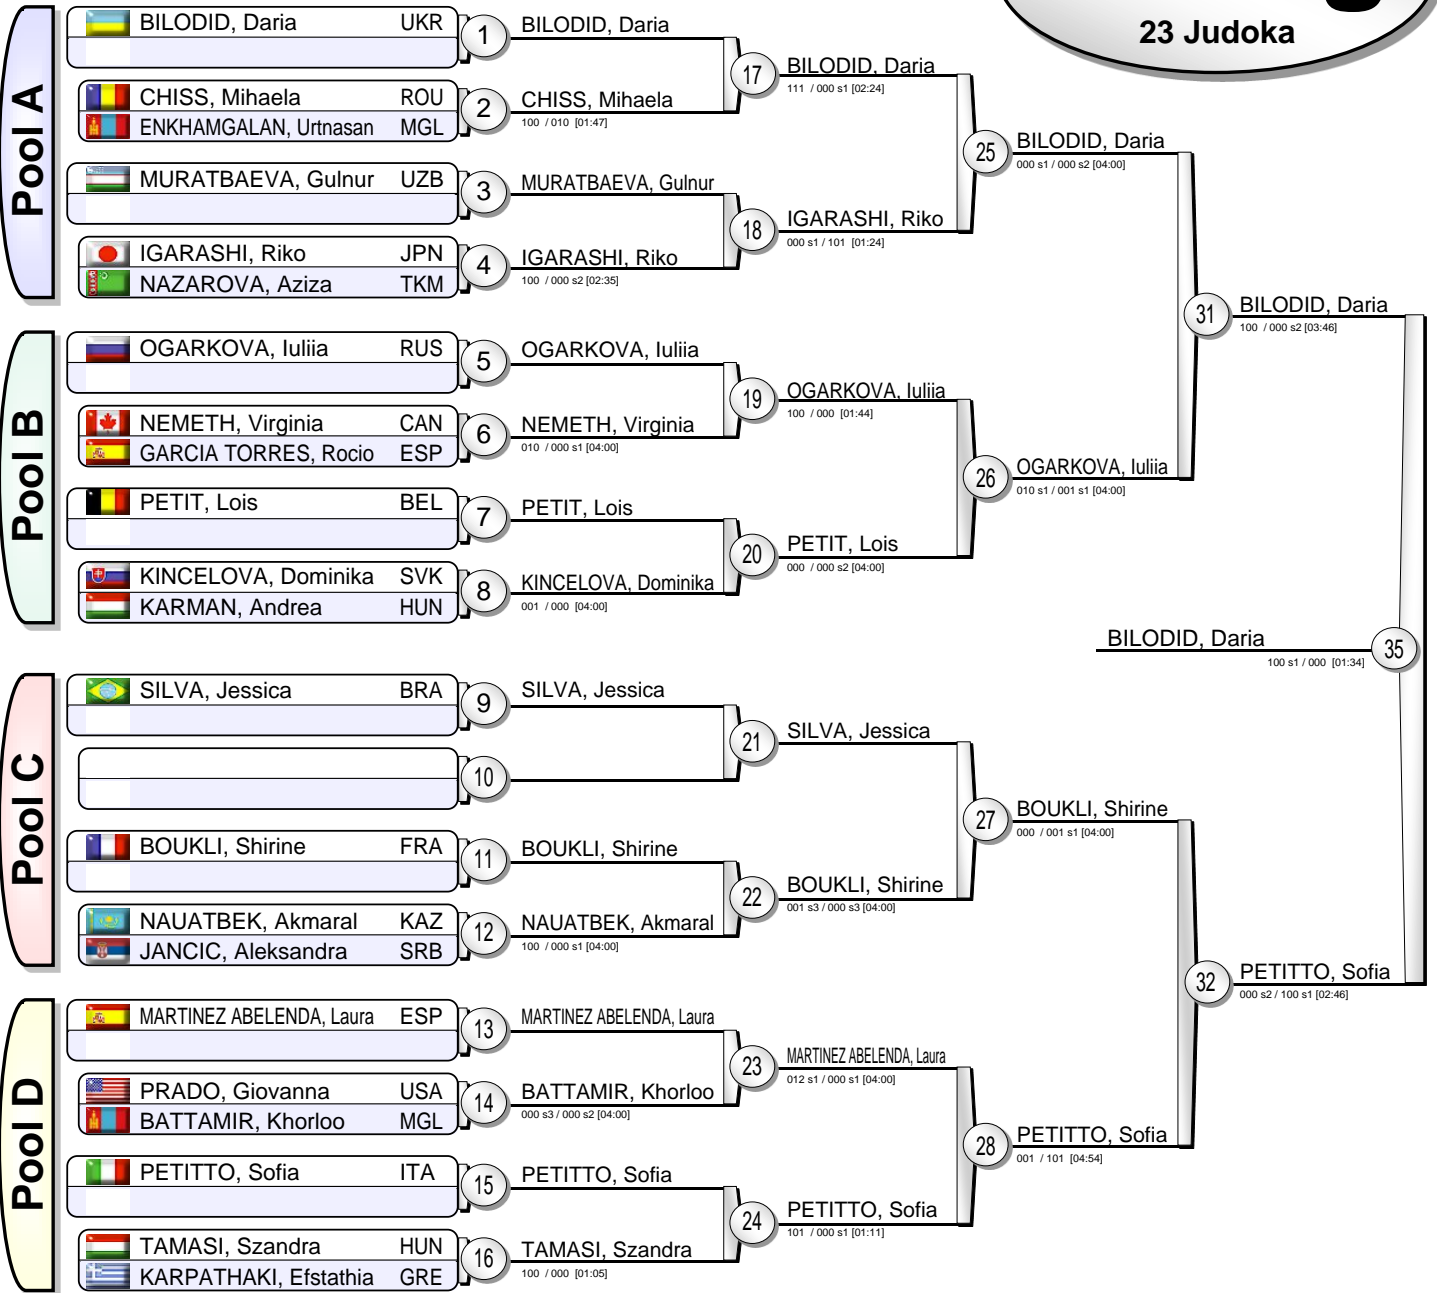 23 Judoka
Pool A
BILODID, Daria UKR
1
BILODID, Daria
CHISS, Mihaela ROU
ENKHAMGALAN, Urtnasan MGL
2
CHISS, Mihaela
100 / 010 [01:47]
17
BILODID, Daria
111 / 000 s1 [02:24]
MURATBAEVA, Gulnur UZB
3
MURATBAEVA, Gulnur
IGARASHI, Riko JPN
NAZAROVA, Aziza TKM
4
IGARASHI, Riko
100 / 000 s2 [02:35]
18
IGARASHI, Riko
000 s1 / 101 [01:24]
25
BILODID, Daria
000 s1 / 000 s2 [04:00]
Pool B
OGARKOVA, Iuliia RUS
5
OGARKOVA, Iuliia
NEMETH, Virginia CAN
GARCIA TORRES, Rocio ESP
6
NEMETH, Virginia
010 / 000 s1 [04:00]
19
OGARKOVA, Iuliia
100 / 000 [01:44]
PETIT, Lois BEL
7
PETIT, Lois
KINCELOVA, Dominika SVK
KARMAN, Andrea HUN
8
KINCELOVA, Dominika
001 / 000 [04:00]
20
PETIT, Lois
000 / 000 s2 [04:00]
26
OGARKOVA, Iuliia
010 s1 / 001 s1 [04:00]
31
BILODID, Daria
100 / 000 s2 [03:46]
BILODID, Daria
100 s1 / 000 [01:34]
35
Pool C
SILVA, Jessica BRA
9
SILVA, Jessica
10
21
SILVA, Jessica
BOUKLI, Shirine FRA
11
BOUKLI, Shirine
NAUATBEK, Akmaral KAZ
JANCIC, Aleksandra SRB
12
NAUATBEK, Akmaral
100 / 000 s1 [04:00]
22
BOUKLI, Shirine
001 s3 / 000 s3 [04:00]
27
BOUKLI, Shirine
000 / 001 s1 [04:00]
Pool D
MARTINEZ ABELENDA, Laura ESP
13
MARTINEZ ABELENDA, Laura
PRADO, Giovanna USA
BATTAMIR, Khorloo MGL
14
BATTAMIR, Khorloo
000 s3 / 000 s2 [04:00]
23
MARTINEZ ABELENDA, Laura
012 s1 / 000 s1 [04:00]
PETITTO, Sofia ITA
15
PETITTO, Sofia
TAMASI, Szandra HUN
KARPATHAKI, Efstathia GRE
16
TAMASI, Szandra
100 / 000 [01:05]
24
PETITTO, Sofia
101 / 000 s1 [01:11]
28
PETITTO, Sofia
001 / 101 [04:54]
32
PETITTO, Sofia
000 s2 / 100 s1 [02:46]